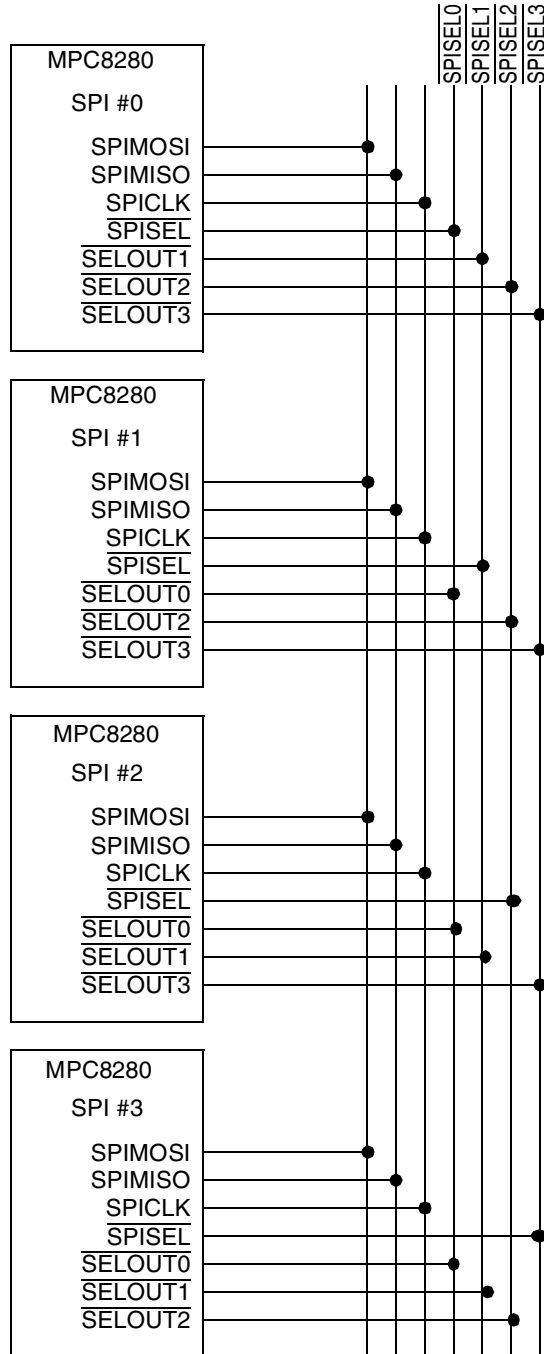 SPISEL0
SPISEL1
SPISEL2
SPISEL3
MPC8280
SPI #0
SPIMOSI
SPIMISO
SPICLK
SPISEL
SELOUT1
SELOUT2
SELOUT3
MPC8280
SPI #1
SPIMOSI
SPIMISO
SPICLK
SPISEL
SELOUT0
SELOUT2
SELOUT3
MPC8280
SPI #2
SPIMOSI
SPIMISO
SPICLK
SPISEL
SELOUT0
SELOUT1
SELOUT3
MPC8280
SPI #3
SPIMOSI
SPIMISO
SPICLK
SPISEL
SELOUT0
SELOUT1
SELOUT2